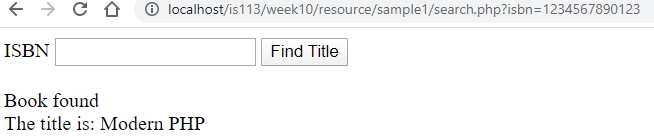 localhost/is113/week10/resource/sample1/search.php?isbn=1234567890123
ISBN Find Title
Book found
The title is: Modern PHP